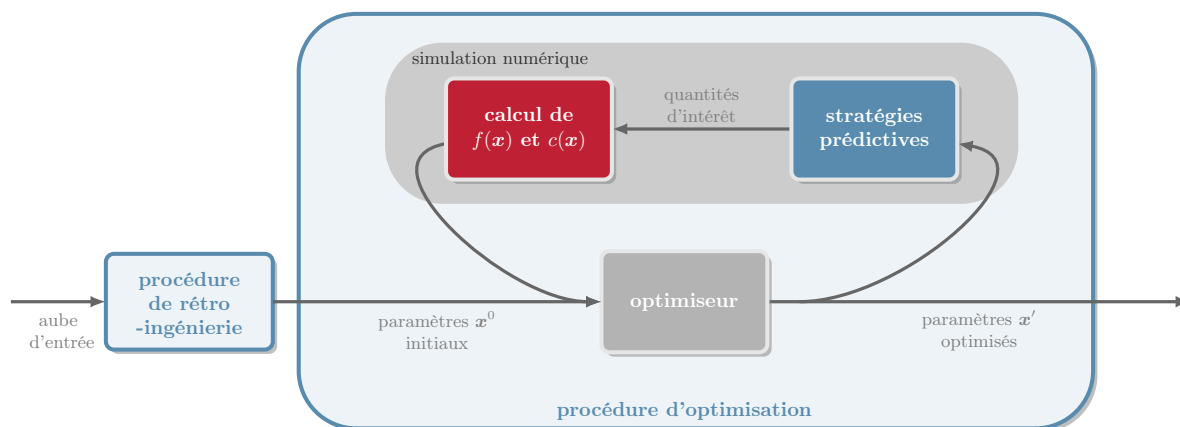 simulation numérique
calcul de
f(x) et c(x)
quantités
d'intérêt
stratégies
prédictives
procédure
de rétro
-ingénierie
optimiseur
aube
d'entrée
paramètres x⁰
initiaux
paramètres x′
optimisés
procédure d'optimisation